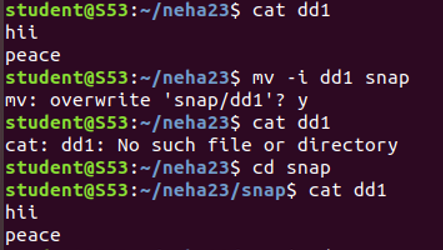 student@S53:~/neha23$ cat dd1
hii
peace
student@S53:~/neha23$ mv -i dd1 snap
mv: overwrite 'snap/dd1'? y
student@S53:~/neha23$ cat dd1
cat: dd1: No such file or directory
student@S53:~/neha23$ cd snap
student@S53:~/neha23/snap$ cat dd1
hii
peace